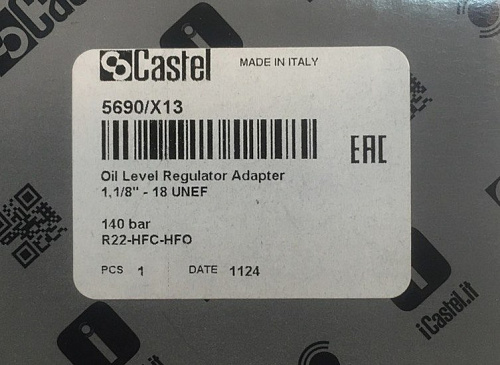 Castel
Castel MADE IN ITALY
5690/X13
EAC
Oil Level Regulator Adapter
1,1/8" - 18 UNEF
140 bar
R22-HFC-HFO
PCS 1 DATE 1124
iCastel.it